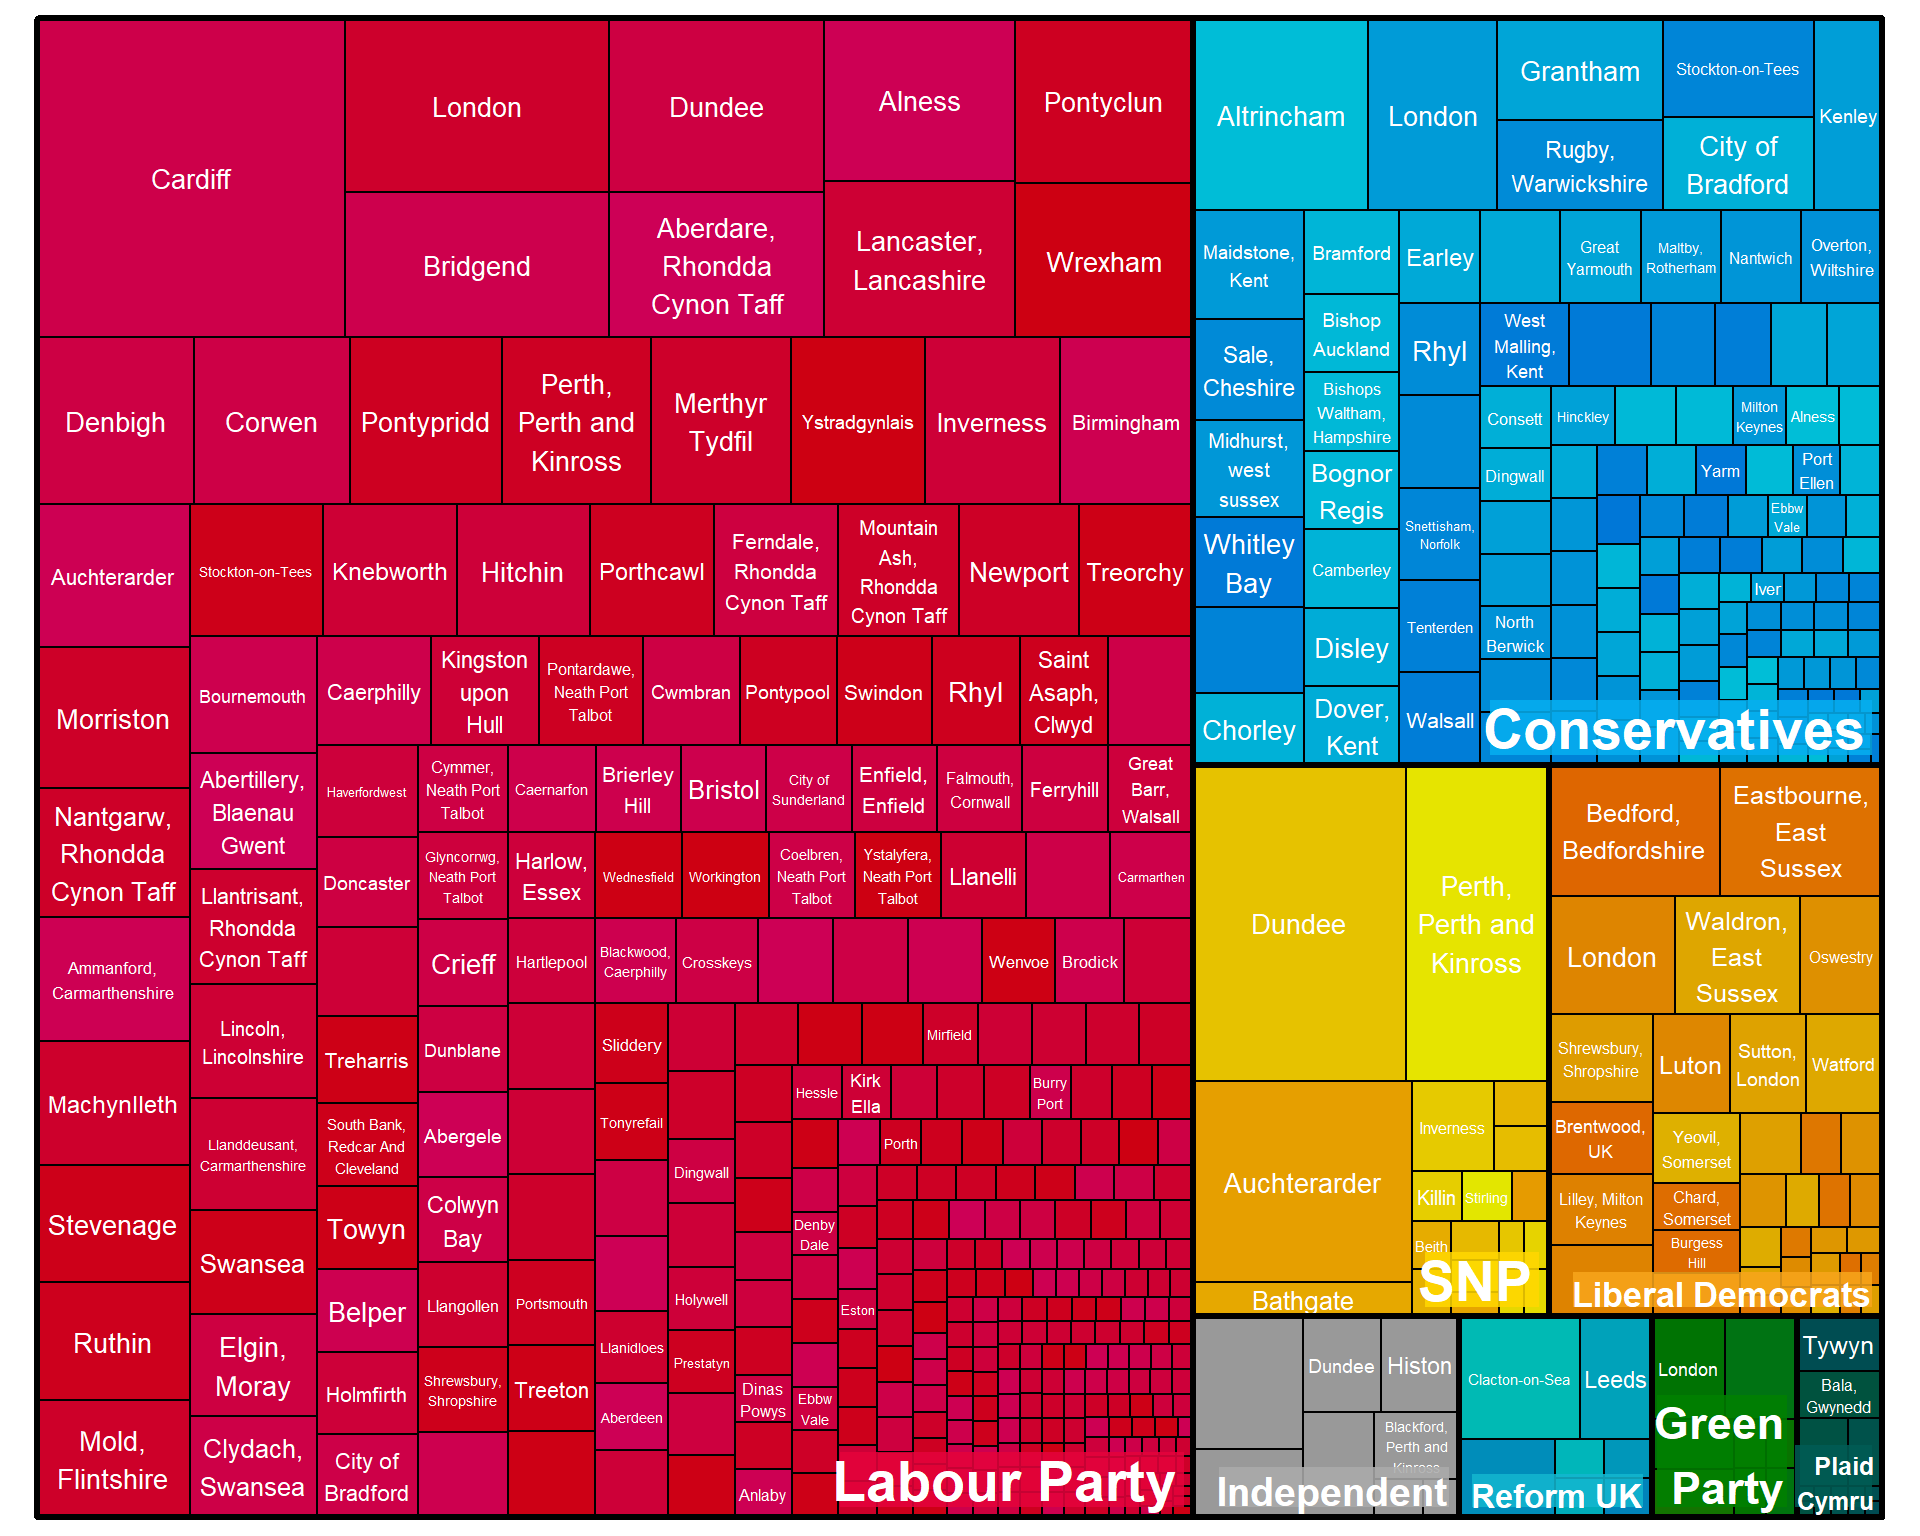 Cardiff
London
Dundee
Alness
Pontyclun
Bridgend
Aberdare,
Rhondda
Cynon Taff
Lancaster,
Lancashire
Wrexham
Denbigh
Corwen
Pontypridd
Perth,
Perth and
Kinross
Merthyr
Tydfil
Ystradgynlais
Inverness
Birmingham
Auchterarder
Stockton-on-Tees
Knebworth
Hitchin
Porthcawl
Ferndale,
Rhondda
Cynon Taff
Mountain
Ash,
Rhondda
Cynon Taff
Newport
Treorchy
Morriston
Nantgarw,
Rhondda
Cynon Taff
Ammanford,
Carmarthenshire
Machynlleth
Stevenage
Ruthin
Mold,
Flintshire
Bournemouth
Abertillery,
Blaenau
Gwent
Llantrisant,
Rhondda
Cynon Taff
Lincoln,
Lincolnshire
Llanddeusant,
Carmarthenshire
Swansea
Elgin,
Moray
Clydach,
Swansea
Caerphilly
Kingston
upon
Hull
Pontardawe,
Neath Port
Talbot
Cwmbran
Pontypool
Swindon
Rhyl
Saint
Asaph,
Clwyd
Haverfordwest
Doncaster
Treharris
South Bank,
Redcar And
Cleveland
Towyn
Belper
Holmfirth
City of
Bradford
Cymmer,
Neath Port
Talbot
Caernarfon
Brierley
Hill
Bristol
City of
Sunderland
Enfield,
Enfield
Falmouth,
Cornwall
Ferryhill
Great
Barr,
Walsall
Glyncorrwg,
Neath Port
Talbot
Harlow,
Essex
Wednesfield
Workington
Coelbren,
Neath Port
Talbot
Ystalyfera,
Neath Port
Talbot
Llanelli
Carmarthen
Crieff
Hartlepool
Blackwood,
Caerphilly
Crosskeys
Wenvoe
Brodick
Dunblane
Abergele
Colwyn
Bay
Llangollen
Shrewsbury,
Shropshire
Portsmouth
Treeton
Sliddery
Tonyrefail
Llanidloes
Aberdeen
Mirfield
Dingwall
Holywell
Prestatyn
Hessle
Kirk
Ella
Burry
Port
Porth
Denby
Dale
Eston
Dinas
Powys
Ebbw
Vale
Anlaby
Labour Party
Altrincham
London
Grantham
Stockton-on-Tees
Kenley
Rugby,
Warwickshire
City of
Bradford
Maidstone,
Kent
Bramford
Earley
Great
Yarmouth
Maltby,
Rotherham
Nantwich
Overton,
Wiltshire
Sale,
Cheshire
Bishop
Auckland
Rhyl
West
Malling,
Kent
Midhurst,
west
sussex
Bishops
Waltham,
Hampshire
Consett
Hinckley
Milton
Keynes
Alness
Bognor
Regis
Dingwall
Yarm
Port
Ellen
Whitley
Bay
Camberley
Snettisham,
Norfolk
Ebbw
Vale
Iver
Disley
Tenterden
North
Berwick
Chorley
Dover,
Kent
Walsall
Conservatives
Dundee
Perth,
Perth and
Kinross
Auchterarder
Inverness
Killin
Stirling
Beith
Bathgate
SNP
Bedford,
Bedfordshire
Eastbourne,
East
Sussex
London
Waldron,
East
Sussex
Oswestry
Shrewsbury,
Shropshire
Luton
Sutton,
London
Watford
Brentwood,
UK
Yeovil,
Somerset
Lilley, Milton
Keynes
Chard,
Somerset
Burgess
Hill
Liberal Democrats
Dundee
Histon
Blackford,
Perth and
Kinross
Independent
Clacton-on-Sea
Leeds
Reform UK
London
Green
Party
Tywyn
Bala,
Gwynedd
Plaid
Cymru